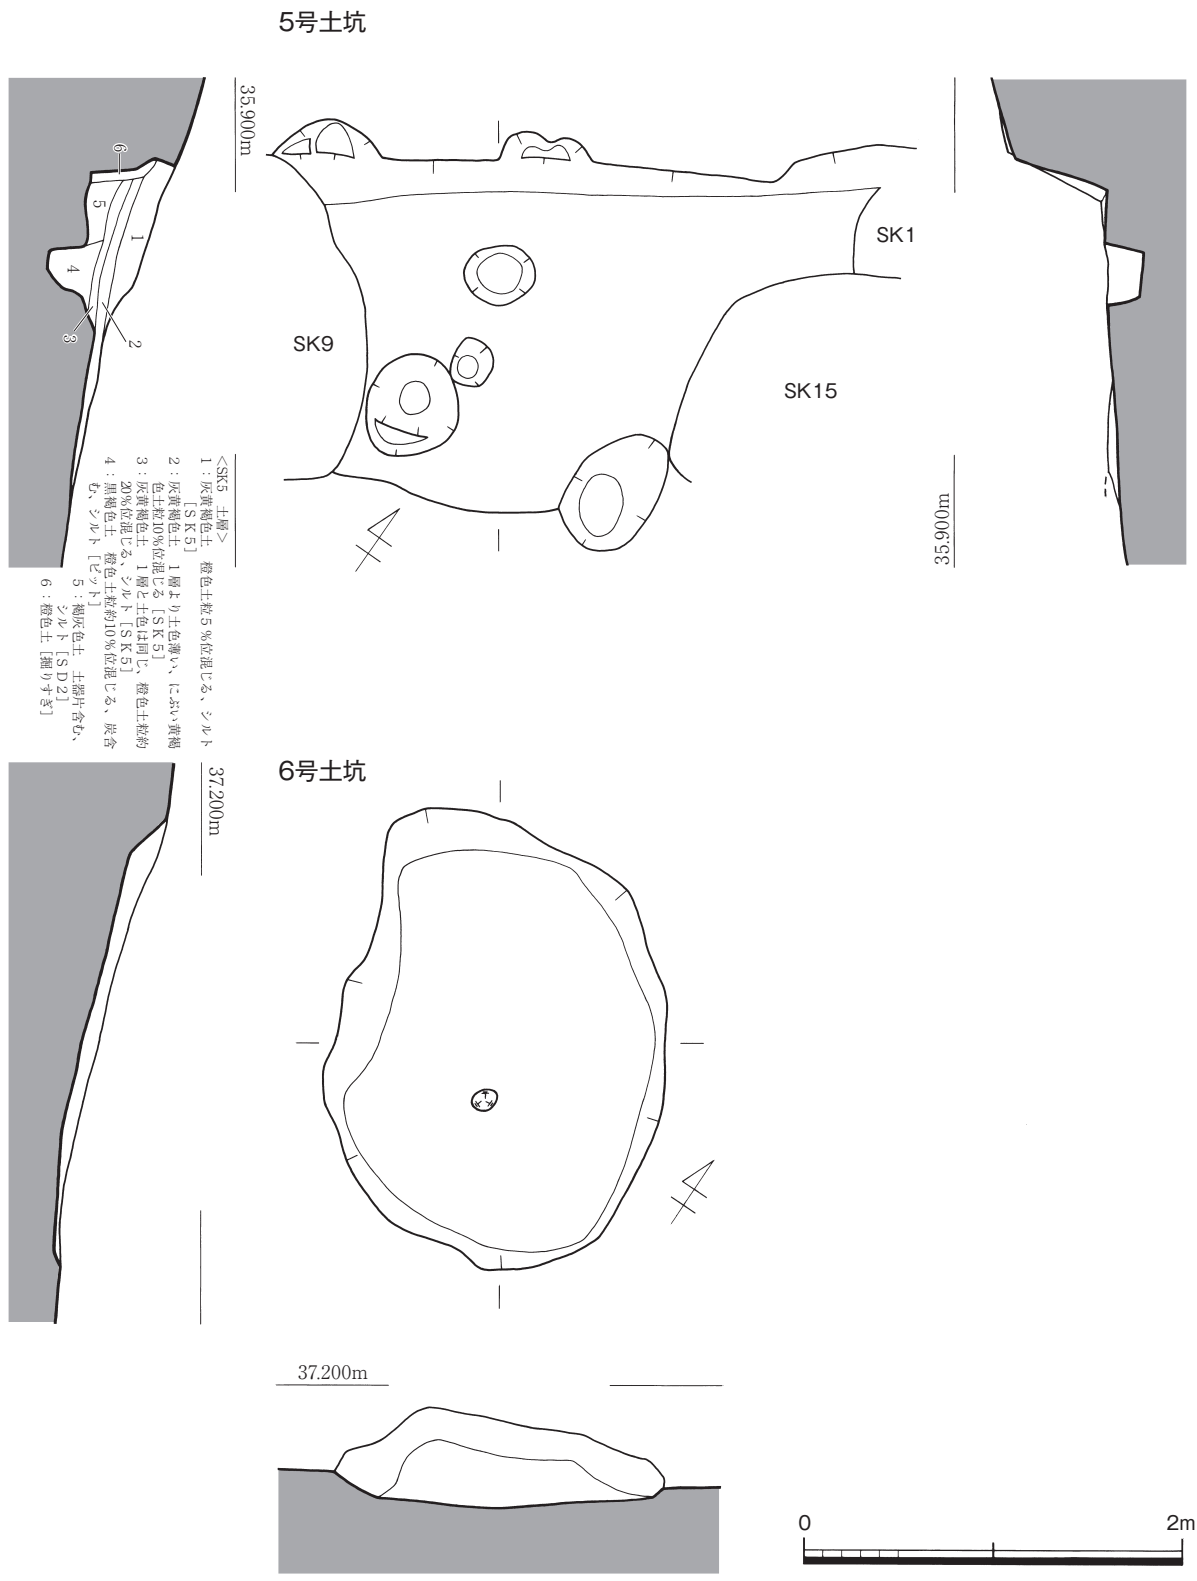 5号土坑
35.900m
6
5
1
4
3
2
SK1
SK9
SK15
35.900m
<SK5 土層>
1：灰黄褐色土 橙色土粒5%位混じる、シルト
［SK5］
2：灰黄褐色土 1層より土色薄い、にぶい黄褐
色土粒10%位混じる［SK5］
3：灰黄褐色土 1層と土色は同じ、橙色土粒約
20%位混じる、シルト［SK5］
4：黒褐色土 橙色土粒約10%位混じる、炭含
む、シルト［ピット］
5：褐灰色土 土器片含む、
シルト［SD2］
6：橙色土［掘りすぎ］
6号土坑
37.200m
37.200m
0
2m